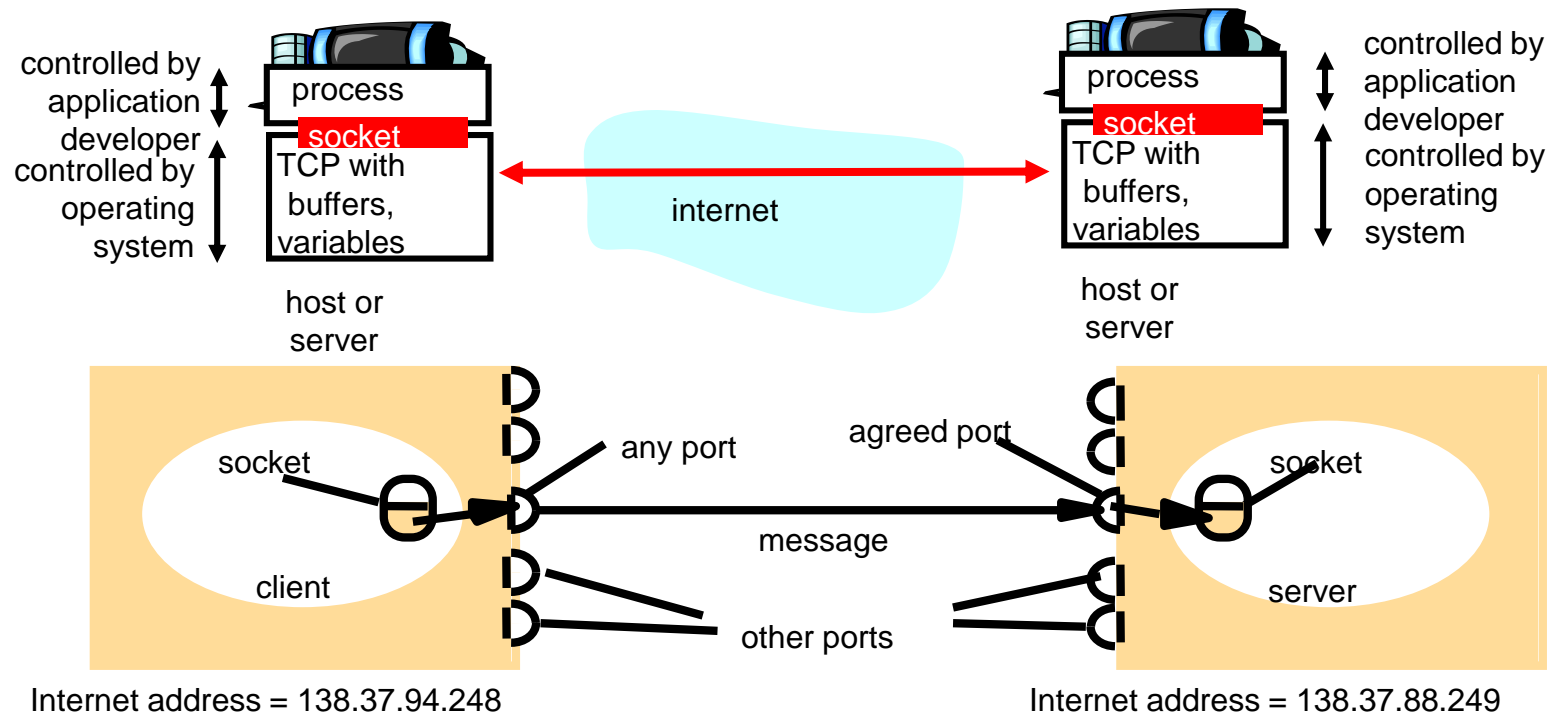 controlled by
application
developer
process
socket
controlled by
operating
system
TCP with
buffers,
variables
host or
server
internet
process
socket
TCP with
buffers,
variables
host or
server
controlled by
application
developer
controlled by
operating
system
socket
client
any port
agreed port
message
other ports
socket
server
Internet address = 138.37.94.248
Internet address = 138.37.88.249